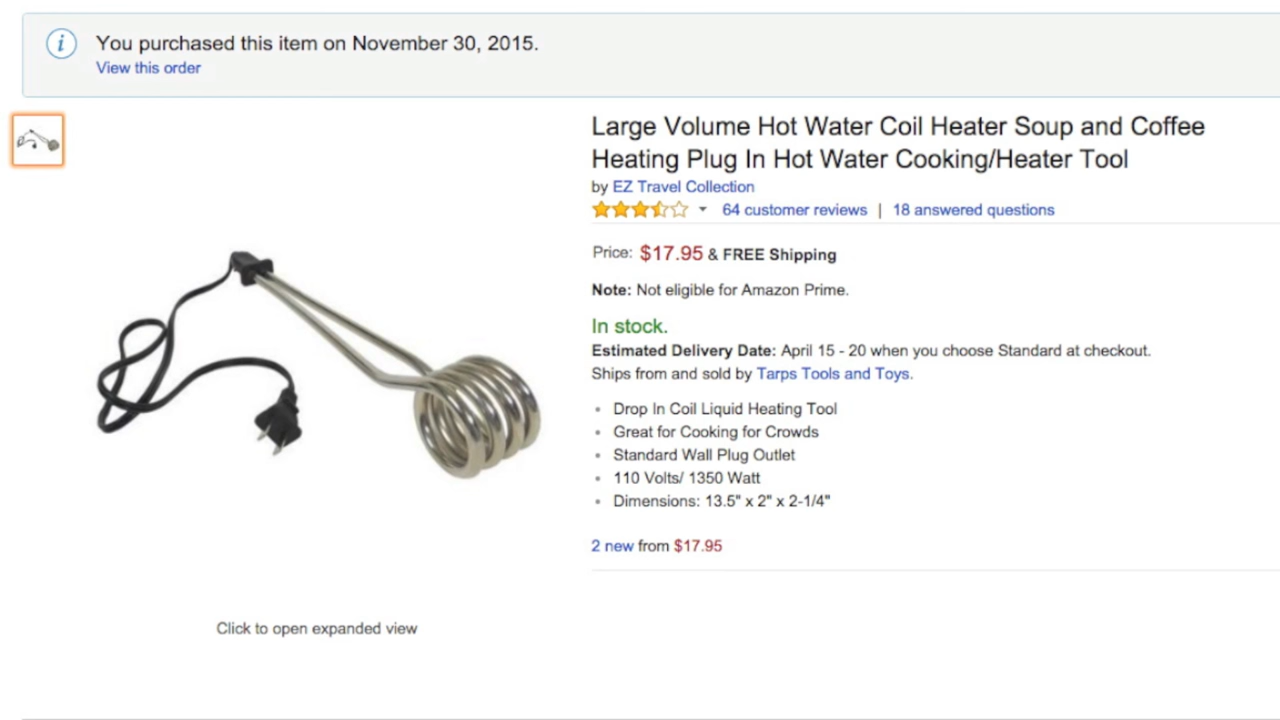 You purchased this item on November 30, 2015.
View this order
Large Volume Hot Water Coil Heater Soup and Coffee
Heating Plug In Hot Water Cooking/Heater Tool
by EZ Travel Collection
64 customer reviews | 18 answered questions
Price: $17.95 & FREE Shipping
Note: Not eligible for Amazon Prime.
In stock.
Estimated Delivery Date: April 15 - 20 when you choose Standard at checkout.
Ships from and sold by Tarps Tools and Toys.
• Drop In Coil Liquid Heating Tool
• Great for Cooking for Crowds
• Standard Wall Plug Outlet
• 110 Volts/ 1350 Watt
• Dimensions: 13.5" x 2" x 2-1/4"
2 new from $17.95
Click to open expanded view